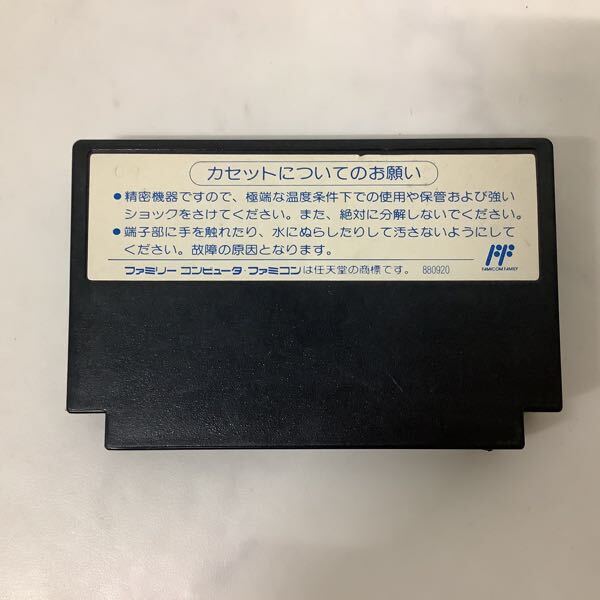 カセットについてのお願い
●精密機器ですので、極端な温度条件下での使用や保管および強い
ショックをさけてください。また、絶対に分解しないでください。
●端子部に手を触れたり、水にぬらしたりして汚さないようにして
ください。故障の原因となります。
FAMICOM FAMILY
ファミリーコンピュータ・ファミコンは任天堂の商標です。 880920